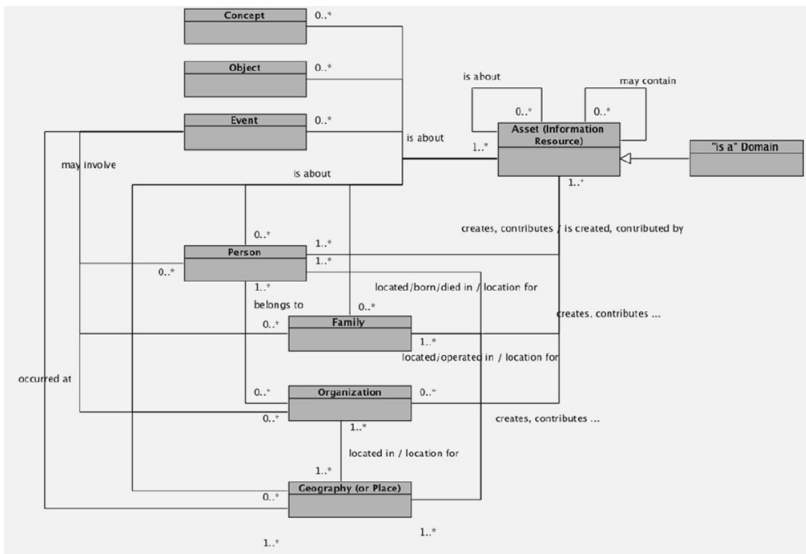 Concept
0..*
Object
0..*
Event
0..*
is about
may contain
0..*
0..*
Asset (Information
Resource)
1..*
1..*
"is a" Domain
is about
may involve
is about
0..*
creates, contributes / is created, contributed by
Person
1..*
1..*
0..*
1..*
located/born/died in / location for
belongs to
0..*
0..*
Family
1..*
creates, contributes ...
located/operated in / location for
occurred at
0..*
Organization
0..*
0..*
1..*
creates, contributes ...
located in / location for
1..*
Geography (or Place)
0..*
1..*
1..*